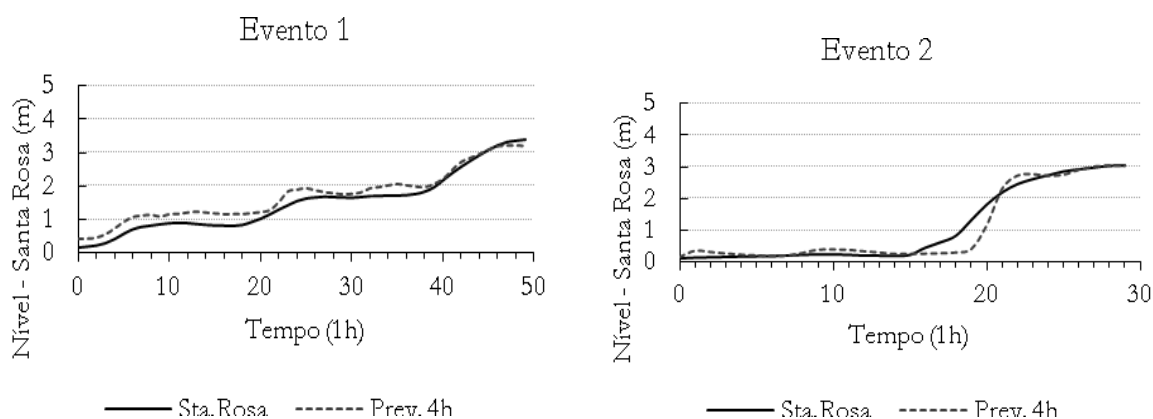 Evento 1
Nível - Santa Rosa (m)
5
4
3
2
1
0
0 10 20 30 40 50
Tempo (1h)
Sta.Rosa Prev. 4h
Evento 2
Nível - Santa Rosa (m)
5
4
3
2
1
0
0 10 20 30
Tempo (1h)
Sta.Rosa Prev. 4h